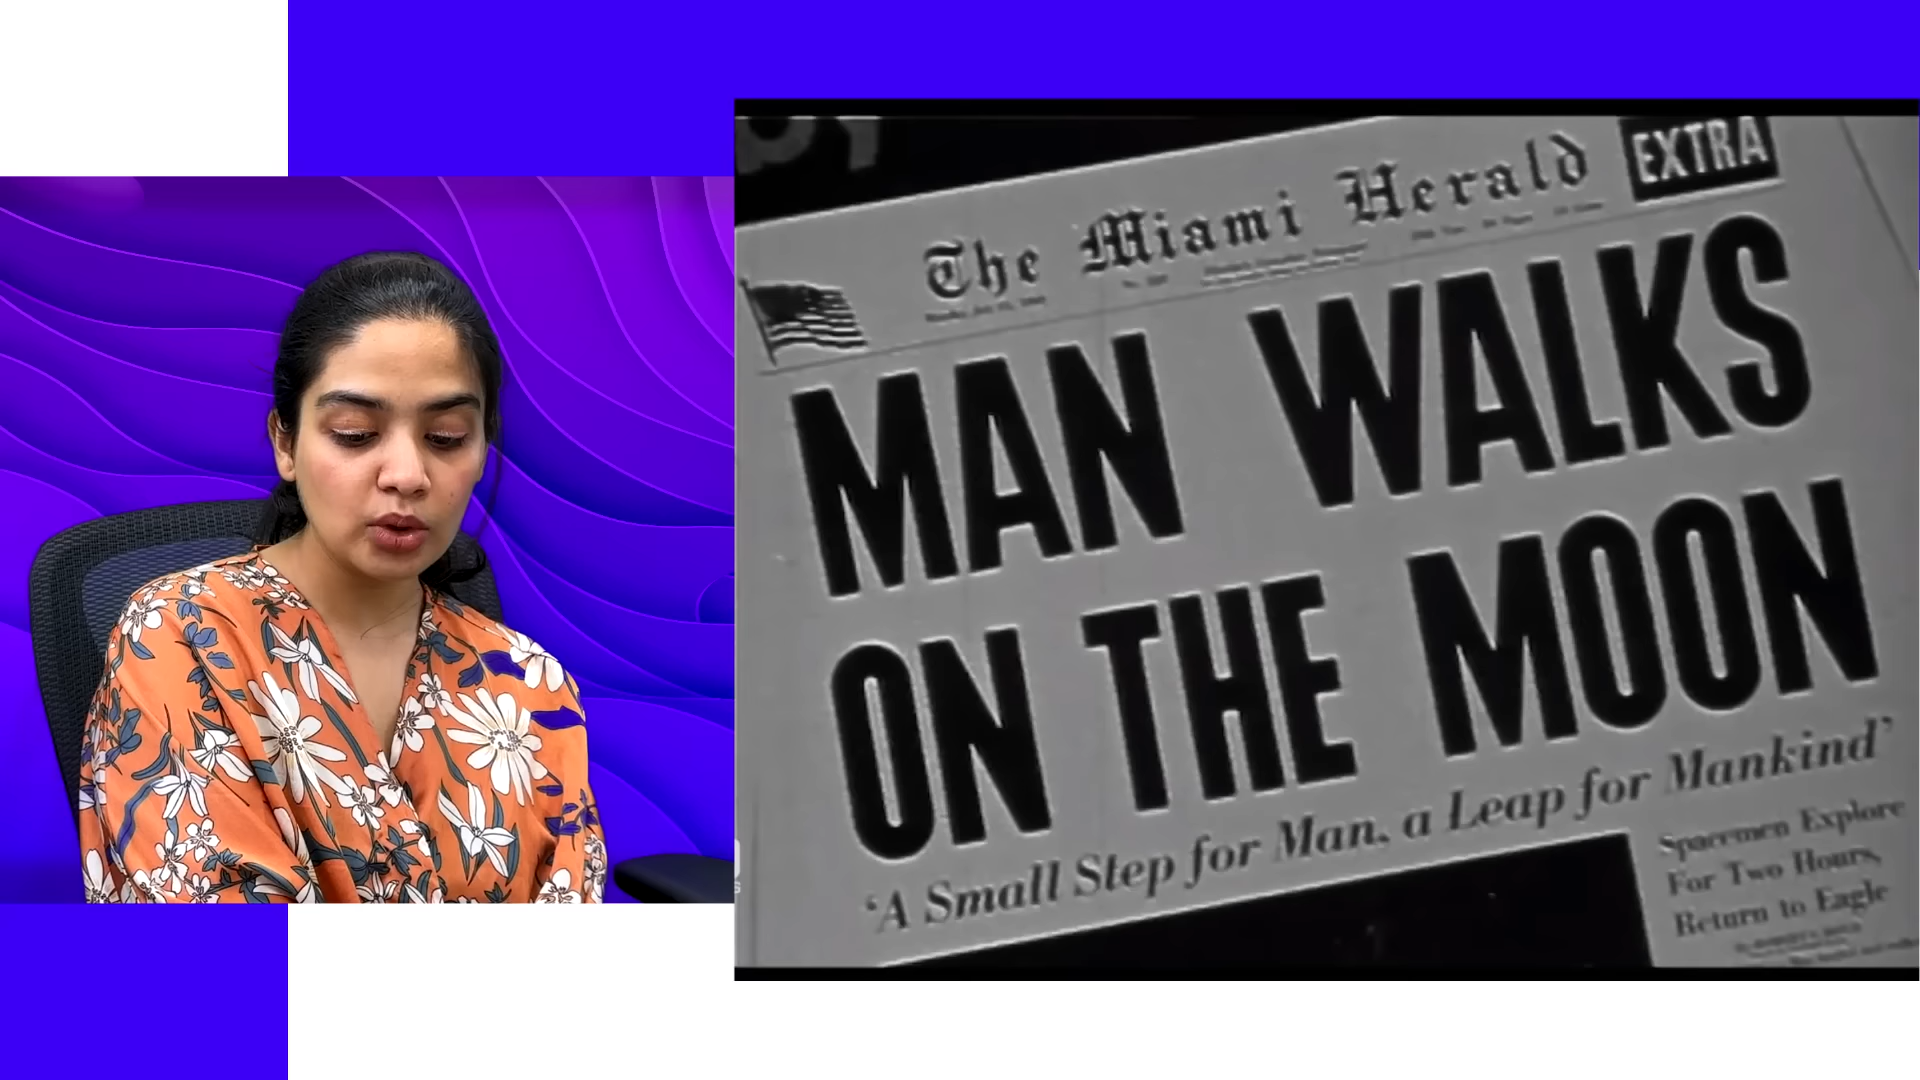 The Miami Herald
EXTRA
MAN WALKS
ON THE MOON
'A Small Step for Man, a Leap for Mankind'
Spacemen Explore
For Two Hours,
Return to Eagle